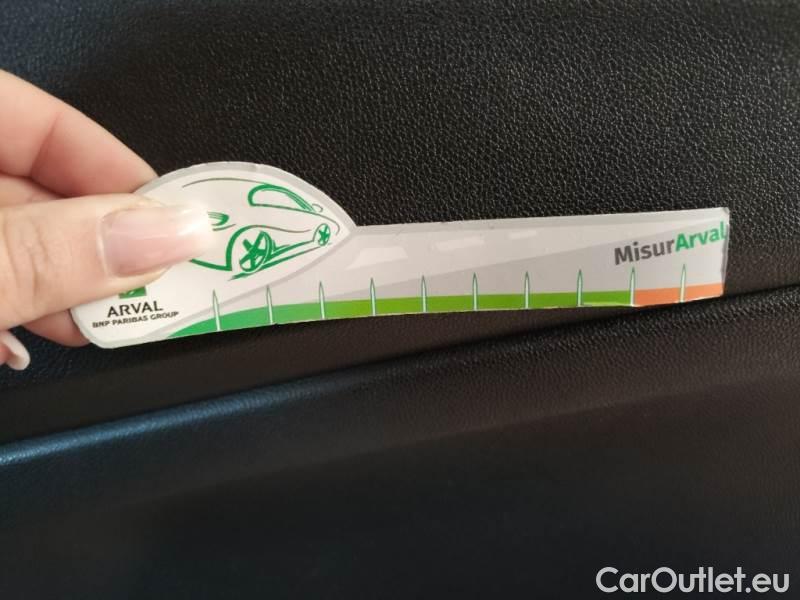 MisurArval
ARVAL
BNP PARIBAS GROUP
CarOutlet.eu